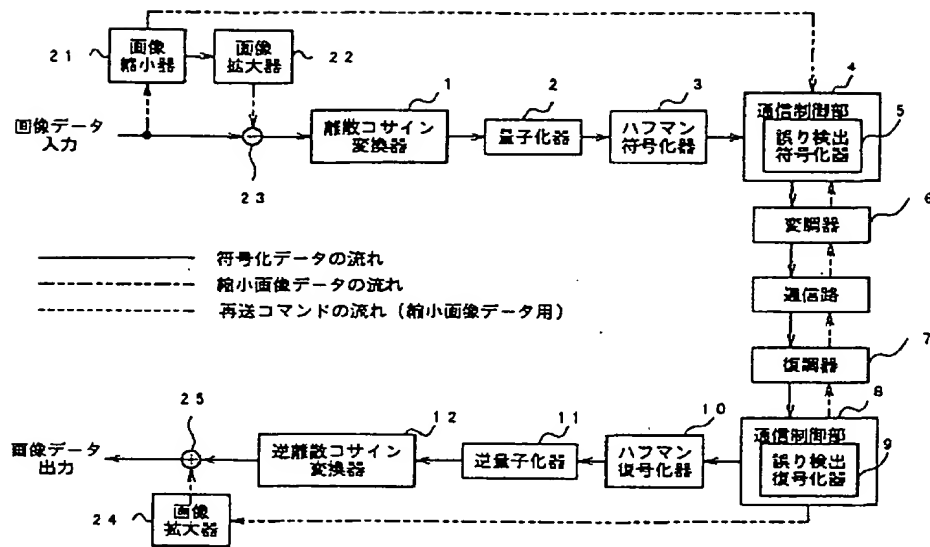 21
画像
縮小器
画像
拡大器
22
画像データ
入力
23
1
離散コサイン
変換器
2
量子化器
3
ハフマン
符号化器
4
通信制御部
誤り検出
符号化器
5
6
変調器
通信路
7
復調器
符号化データの流れ
縮小画像データの流れ
再送コマンドの流れ（縮小画像データ用）
8
通信制御部
誤り検出
復号化器
9
10
ハフマン
復号化器
11
逆量子化器
12
逆離散コサイン
変換器
25
画像データ
出力
24
画像
拡大器